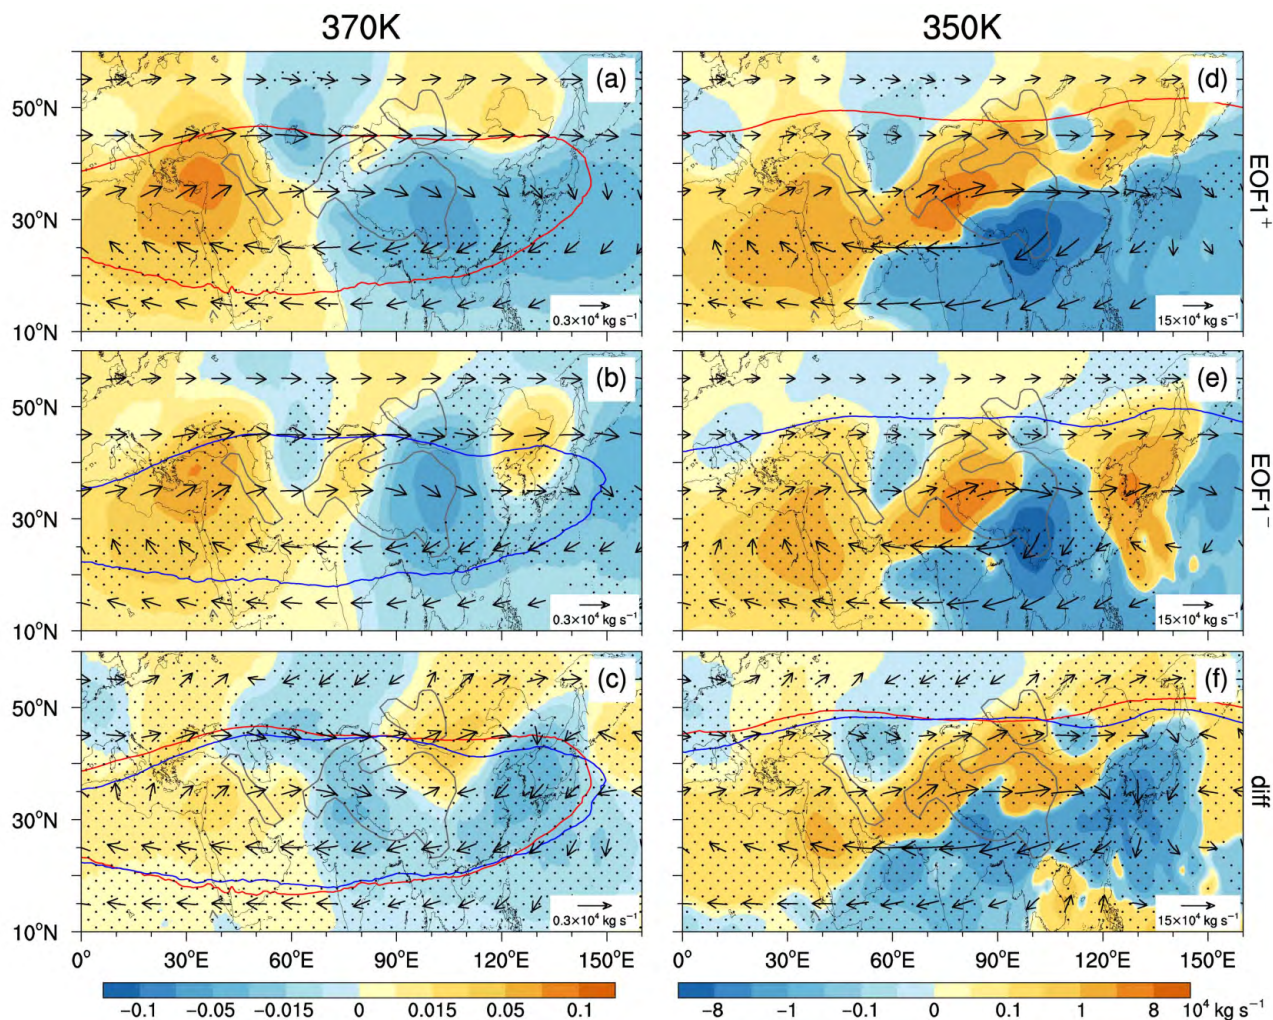 370K 350K
(a) (d)
50°N
30°N
10°N
0.3×10⁴ kg s⁻¹ 15×10⁴ kg s⁻¹
EOF1⁺
(b) (e)
50°N
30°N
10°N
0.3×10⁴ kg s⁻¹ 15×10⁴ kg s⁻¹
EOF1⁻
(c) (f)
50°N
30°N
10°N
0.3×10⁴ kg s⁻¹ 15×10⁴ kg s⁻¹
diff
0° 30°E 60°E 90°E 120°E 150°E 0° 30°E 60°E 90°E 120°E 150°E
−0.1 −0.05 −0.015 0 0.015 0.05 0.1 −8 −1 −0.1 0 0.1 1 8 10⁴ kg s⁻¹